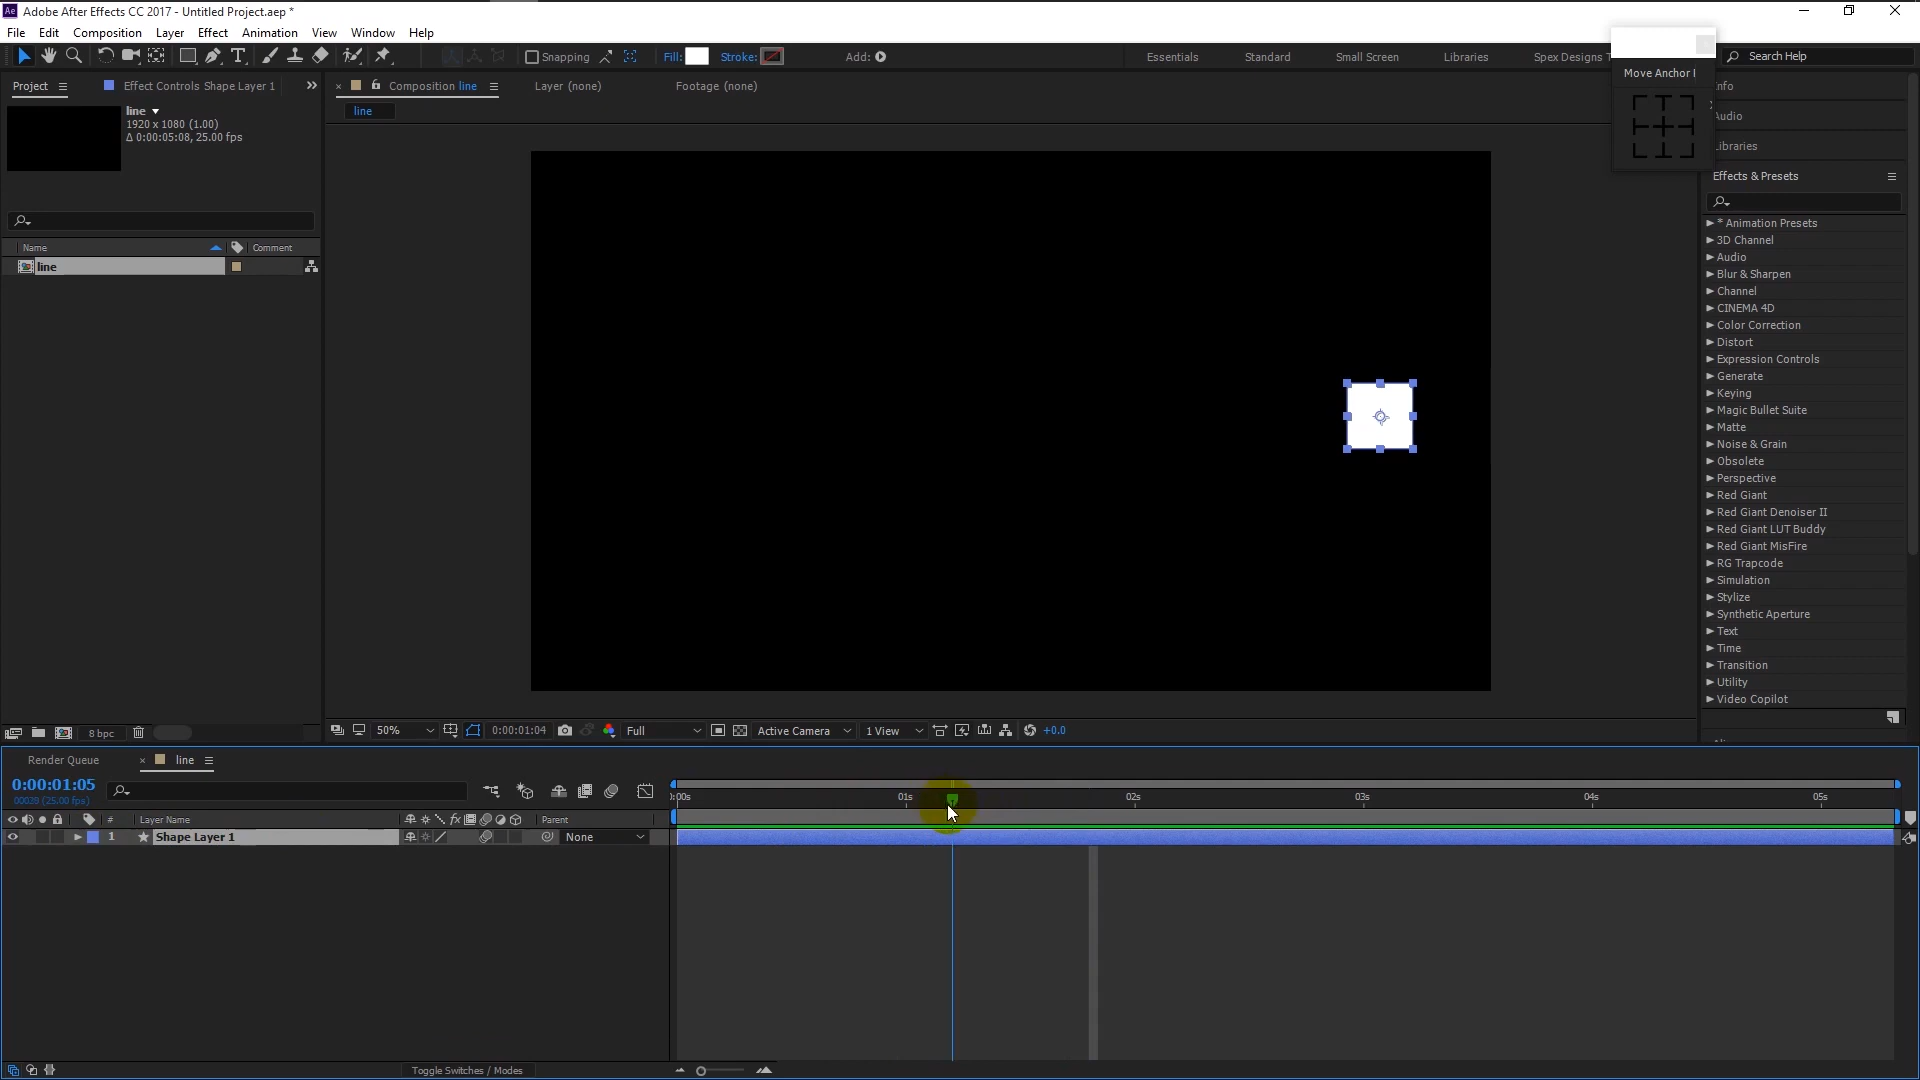 Adobe After Effects CC 2017 - Untitled Project.aep *
File Edit Composition Layer Effect Animation View Window Help
Snapping Fill: Stroke: Add: Essentials Standard Small Screen Libraries Spex Designs T Search Help
Move Anchor I
Project Effect Controls Shape Layer 1
Composition line Layer (none) Footage (none)
line
line
1920 x 1080 (1.00)
Δ 0:00:05:08, 25.00 fps
Name Comment
line
8 bpc
50% 0:00:01:04 Full Active Camera 1 View +0.0
Audio
Libraries
Effects & Presets
* Animation Presets
3D Channel
Audio
Blur & Sharpen
Channel
CINEMA 4D
Color Correction
Distort
Expression Controls
Generate
Keying
Magic Bullet Suite
Matte
Noise & Grain
Obsolete
Perspective
Red Giant
Red Giant Denoiser II
Red Giant LUT Buddy
Red Giant MisFire
RG Trapcode
Simulation
Stylize
Synthetic Aperture
Text
Time
Transition
Utility
Video Copilot
Render Queue line
0:00:01:05
00029 (25.00 fps)
:00s 01s 02s 03s 04s 05s
# Layer Name fx Parent
1 Shape Layer 1 None
Toggle Switches / Modes